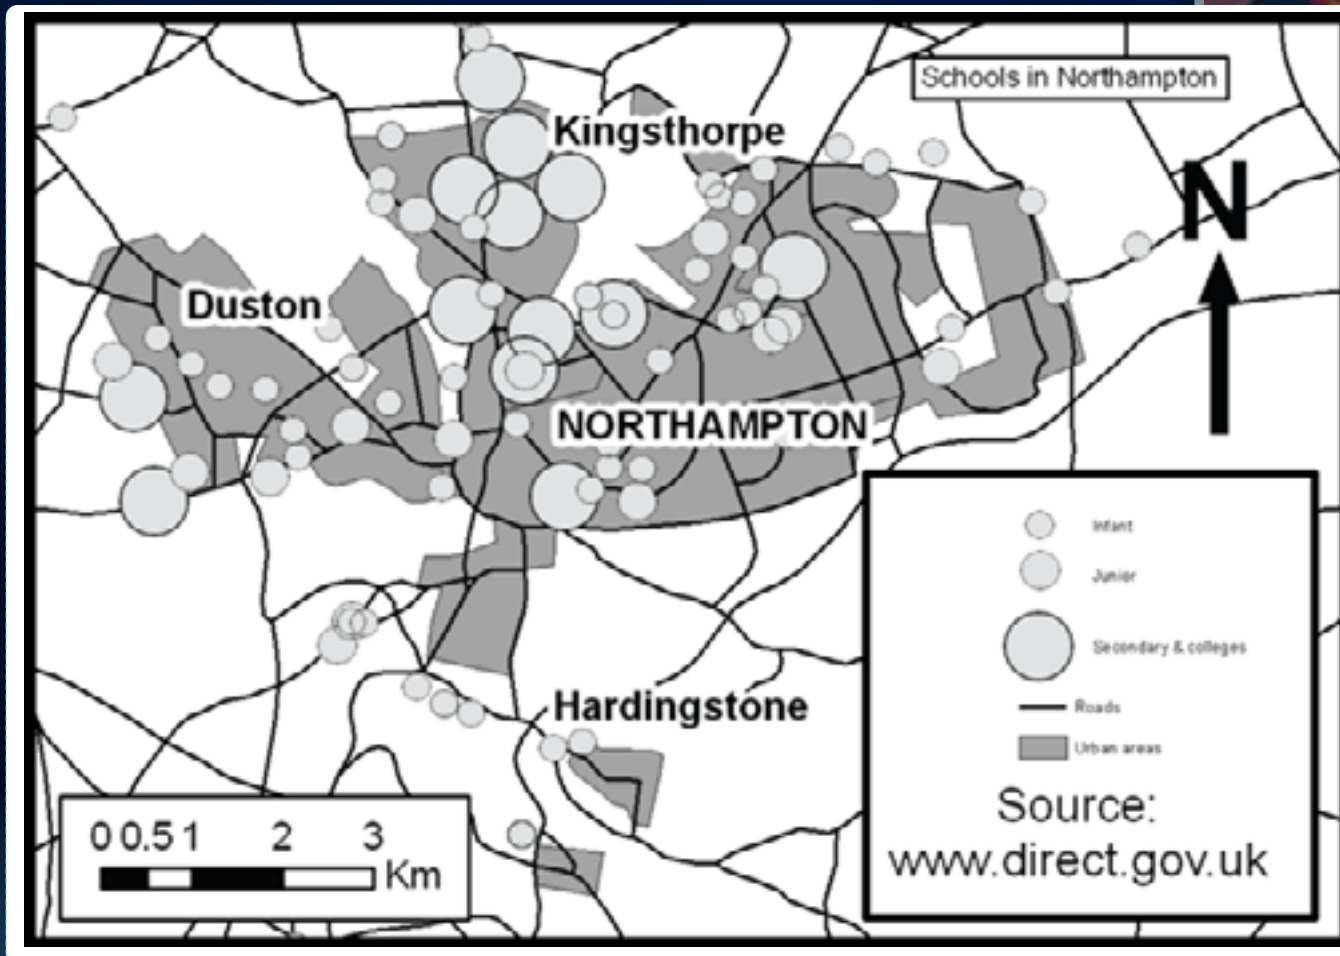 Schools in Northampton
Kingsthorpe
N
Duston
NORTHAMPTON
Infant
Junior
Secondary & colleges
Roads
Urban areas
Hardingstone
Source:
www.direct.gov.uk
0 0.5 1 2 3
Km